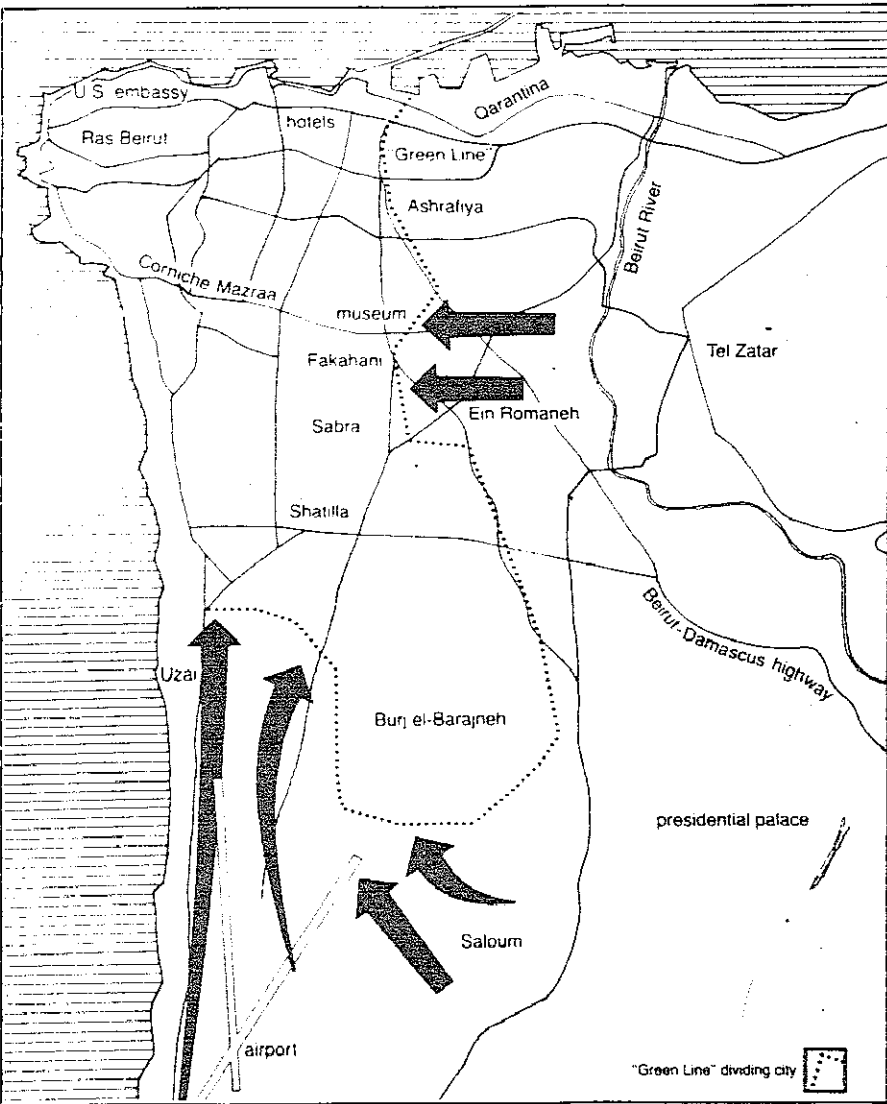 U.S. embassy
Qarantina
hotels
Ras Beirut
Green Line
Ashrafiya
Beirut River
Corniche Mazraa
museum
Tel Zatar
Fakahani
Ein Romaneh
Sabra
Shatilla
Beirut-Damascus highway
Uzai
Burj el-Barajneh
presidential palace
Saloum
airport
"Green Line" dividing city